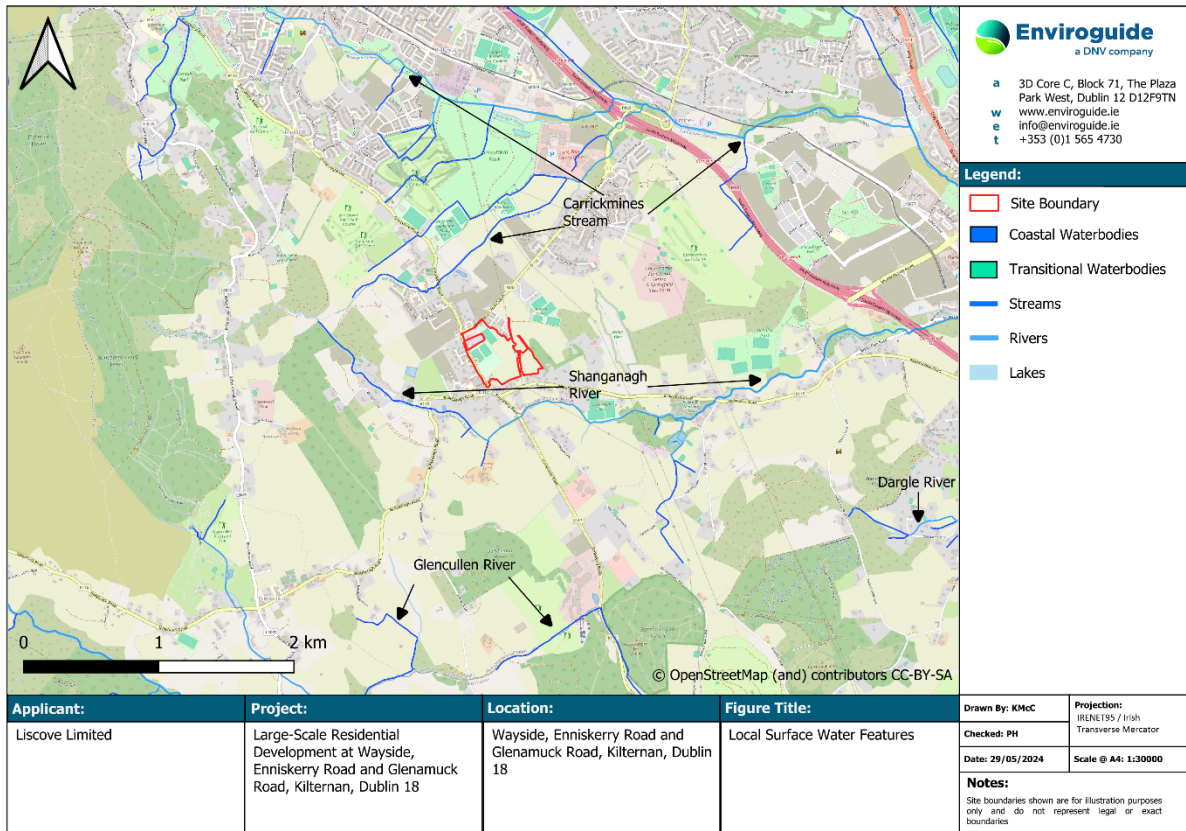 Carrickmines
Stream
Shanganagh
River
Dargle River
Glencullen River
0 1 2 km
© OpenStreetMap (and) contributors CC-BY-SA
Enviroguide
a DNV company
a 3D Core C, Block 71, The Plaza
Park West, Dublin 12 D12F9TN
w www.enviroguide.ie
e info@enviroguide.ie
t +353 (0)1 565 4730
Legend:
Site Boundary
Coastal Waterbodies
Transitional Waterbodies
Streams
Rivers
Lakes
Applicant:
Liscove Limited
Project:
Large-Scale Residential
Development at Wayside,
Enniskerry Road and Glenamuck
Road, Kilternan, Dublin 18
Location:
Wayside, Enniskerry Road and
Glenamuck Road, Kilternan, Dublin
18
Figure Title:
Local Surface Water Features
Drawn By: KMcC
Projection:
IRENET95 / Irish
Transverse Mercator
Checked: PH
Date: 29/05/2024
Scale @ A4: 1:30000
Notes:
Site boundaries shown are for illustration purposes
only and do not represent legal or exact
boundaries